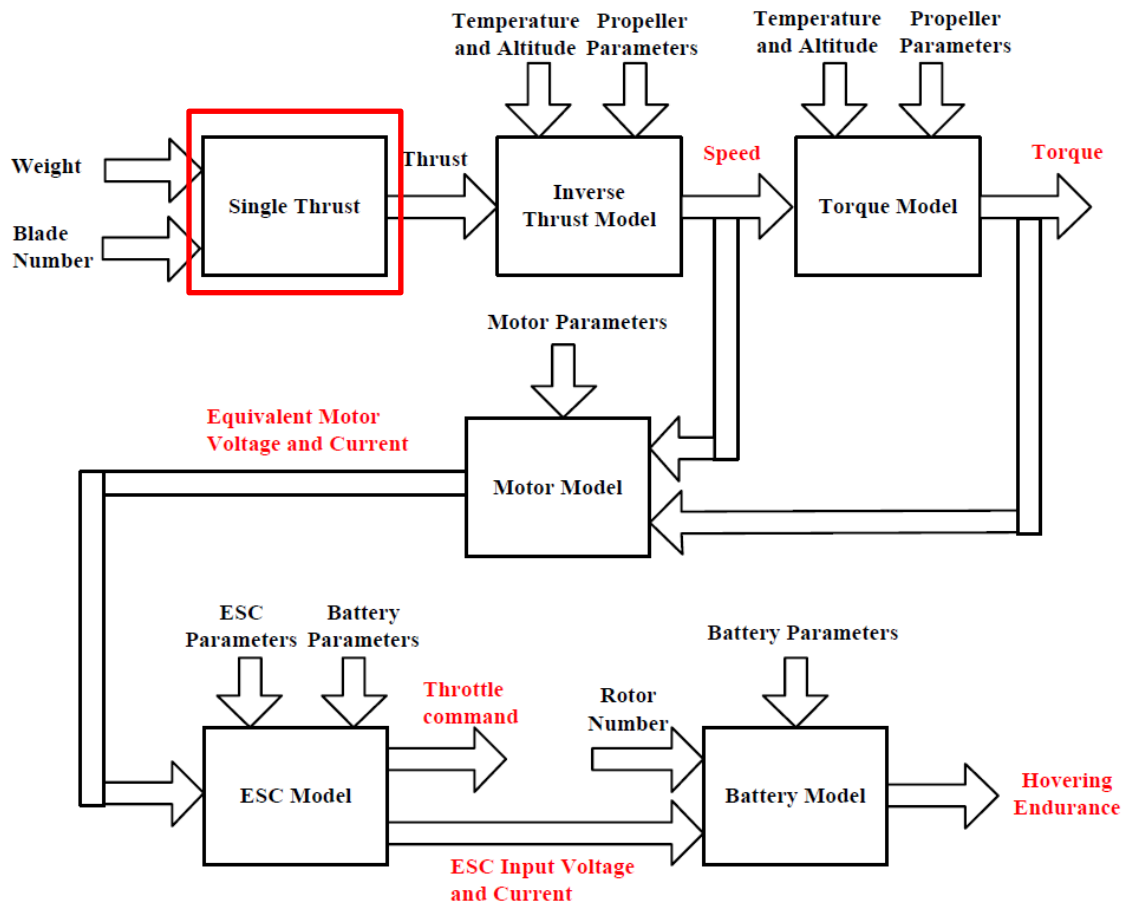 Temperature
and Altitude
Propeller
Parameters
Temperature
and Altitude
Propeller
Parameters
Weight
Blade
Number
Single Thrust
Thrust
Inverse
Thrust Model
Speed
Torque Model
Torque
Motor Parameters
Equivalent Motor
Voltage and Current
Motor Model
ESC
Parameters
Battery
Parameters
Throttle
command
Rotor
Number
Battery Parameters
ESC Model
Battery Model
Hovering
Endurance
ESC Input Voltage
and Current